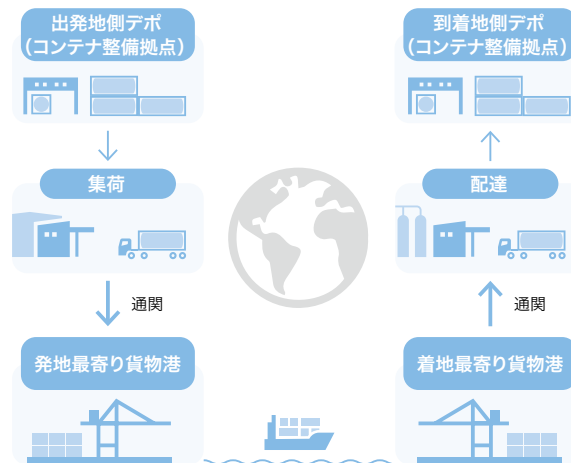 出発地側デポ
（コンテナ整備拠点）
集荷
通関
発地最寄り貨物港
到着地側デポ
（コンテナ整備拠点）
配達
通関
着地最寄り貨物港